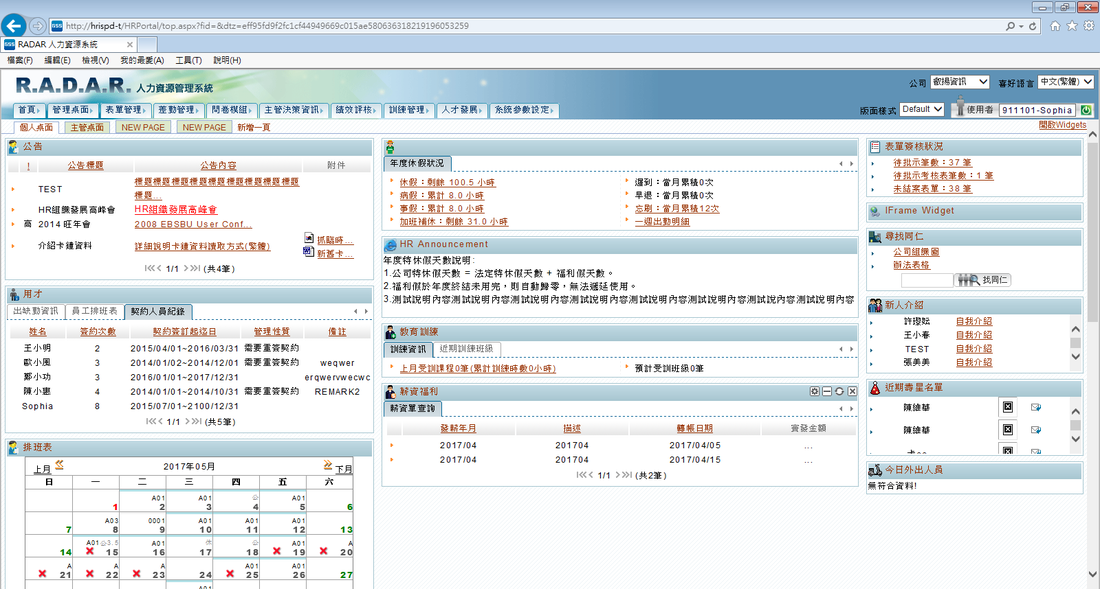 http://hrispd-t/HRPortal/top.aspx?fid=&dtz=eff95fd9f2fc1cf44949669c015ae580636318219196053259
RADAR 人力資源系統
檔案(F) 編輯(E) 檢視(V) 我的最愛(A) 工具(T) 說明(H)
R.A.D.A.R. 人力資源管理系統
公司 叡揚資訊 喜好語言 中文(繁體)
首頁 管理桌面 表單管理 差勤管理 問卷模組 主管決策資訊 績效評核 訓練管理 人才發展 系統參數設定
版面樣式 Default 使用者 911101-Sophia
個人桌面 主管桌面 NEW PAGE NEW PAGE 新增一頁
開啟Widgets
公告
! 公告標題 公告內容 附件
TEST 標題標題標題標題標題標題標題標題標題
標題...
HR組織發展高峰會 HR組織發展高峰會
高 2014 旺年會 2008 EBSBU User Conf...
介紹卡鐘資料 詳細說明卡鐘資料讀取方式(繁體)
抓臨時...
新舊卡...
1/1 (共4筆)
用才
出缺勤資訊 員工排班表 契約人員紀錄
姓名 簽約次數 契約簽訂起迄日 管理性質 備註
王小明 2 2015/04/01~2016/03/31 需要重簽契約
歐小風 3 2014/01/02~2014/12/01 需要重簽契約 weqwer
鄭小功 3 2016/01/01~2017/12/31 erqwervwecwc
陳小惠 4 2014/01/01~2014/10/31 需要重簽契約 REMARK2
Sophia 8 2015/07/01~2100/12/31
1/1 (共5筆)
排班表
上月 2017年05月 下月
日 一 二 三 四 五 六
A01 A01 A01
1 2 3 4 5 6
A03 0001 A01 A01 A01
7 8 9 10 11 12 13
A01 3.5 A01 A01 A
14 15 16 17 18 19 20
A A A A01 A01
21 22 23 24 25 26 27
A01
年度休假狀況
休假：剩餘 100.5 小時 遲到：當月累積0次
病假：累計 8.0 小時 早退：當月累積0次
事假：累計 8.0 小時 忘刷：當月累積12次
加班補休：剩餘 31.0 小時 一週出勤明細
HR Announcement
年度特休假天數說明:
1.公司特休假天數 = 法定特休假天數 + 福利假天數。
2.福利假於年度終結未用完，則自動歸零，無法遞延使用。
3.測試說明內容測試說明內容測試說明內容測試說明內容測試說明內容測試說明內容測試說內容測試說明內容
教育訓練
訓練資訊 近期訓練班級
上月受訓課程0筆(累計訓練時數0小時) 預計受訓班級0筆
薪資福利
薪資單查詢
發薪年月 描述 轉帳日期 實發金額
2017/04 201704 2017/04/05 ...
2017/04 201704 2017/04/15 ...
1/1 (共2筆)
表單簽核狀況
待批示筆數：37 筆
待批示考核表筆數：1 筆
未結案表單：38 筆
IFrame Widget
尋找同仁
公司組織圖
辦法表格
找同仁
新人介紹
許璦妘 自我介紹
王小春 自我介紹
TEST 自我介紹
張美美 自我介紹
近期壽星名單
陳維華
陳維華
今日外出人員
無符合資料!